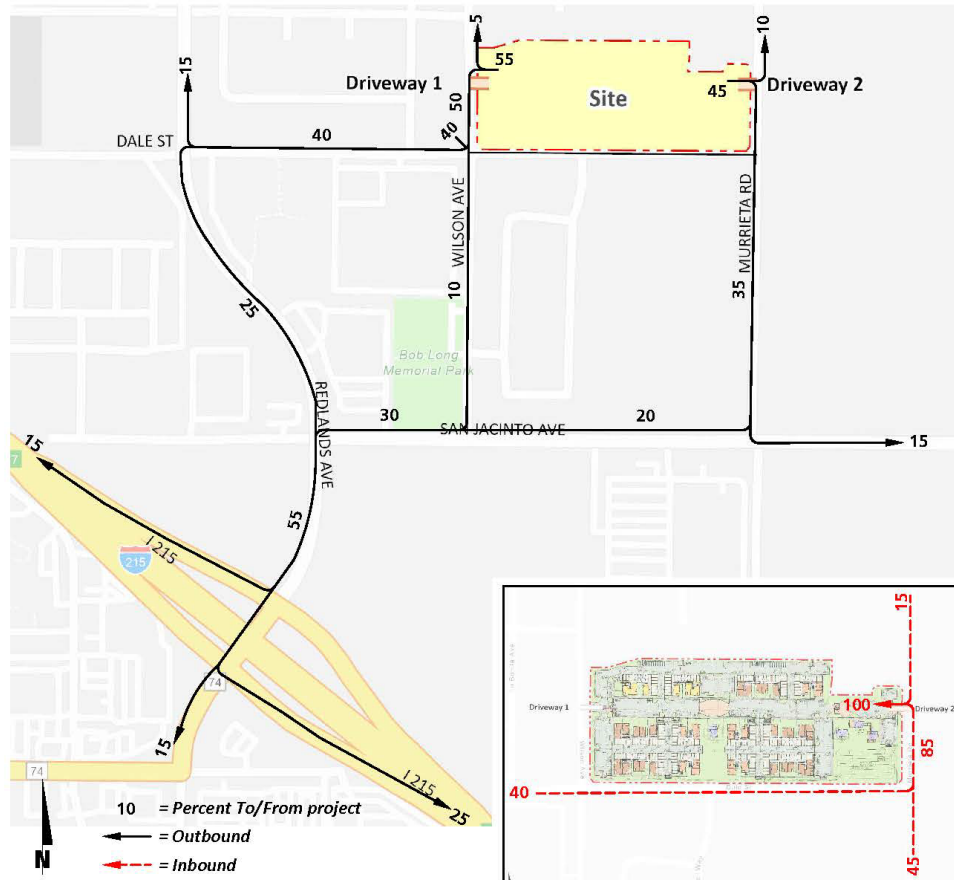 5
10
15
55
Driveway 1
45
Driveway 2
Site
50
40
40
DALE ST
WILSON AVE
MURRIETA RD
10
35
25
Bob Long
Memorial Park
REDLANDS AVE
30
SAN JACINTO AVE
20
15
15
7
55
I 215
215
74
15
I 215
25
74
10 = Percent To/From project
= Outbound
= Inbound
N
15
100
Driveway 1
Driveway 2
85
40
45